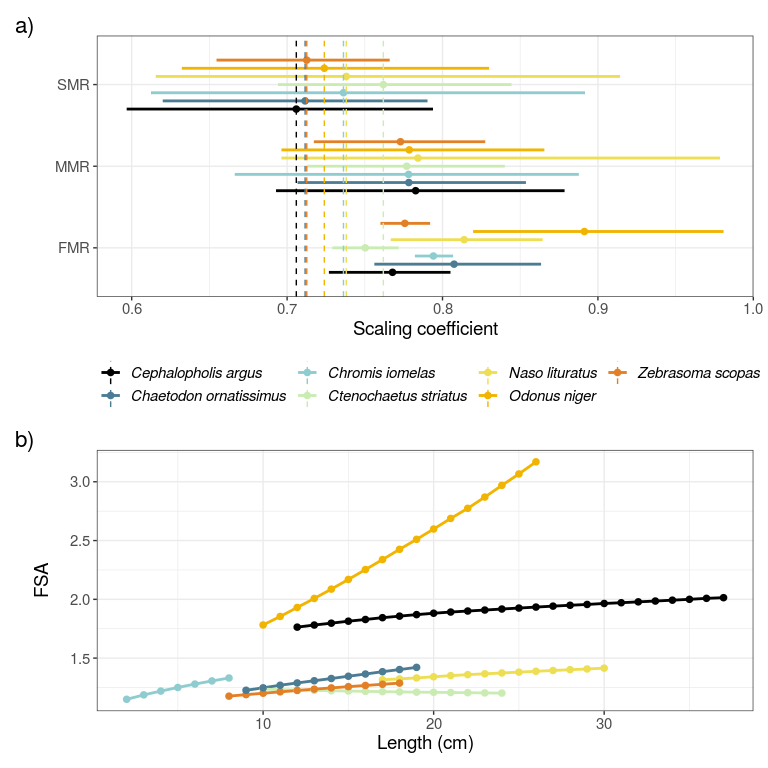 a)
SMR
MMR
FMR
0.6 0.7 0.8 0.9 1.0
Scaling coefficient
Cephalopholis argus Chromis iomelas Naso lituratus Zebrasoma scopas
Chaetodon ornatissimus Ctenochaetus striatus Odonus niger
b)
3.0
2.5
2.0
1.5
FSA
10 20 30
Length (cm)